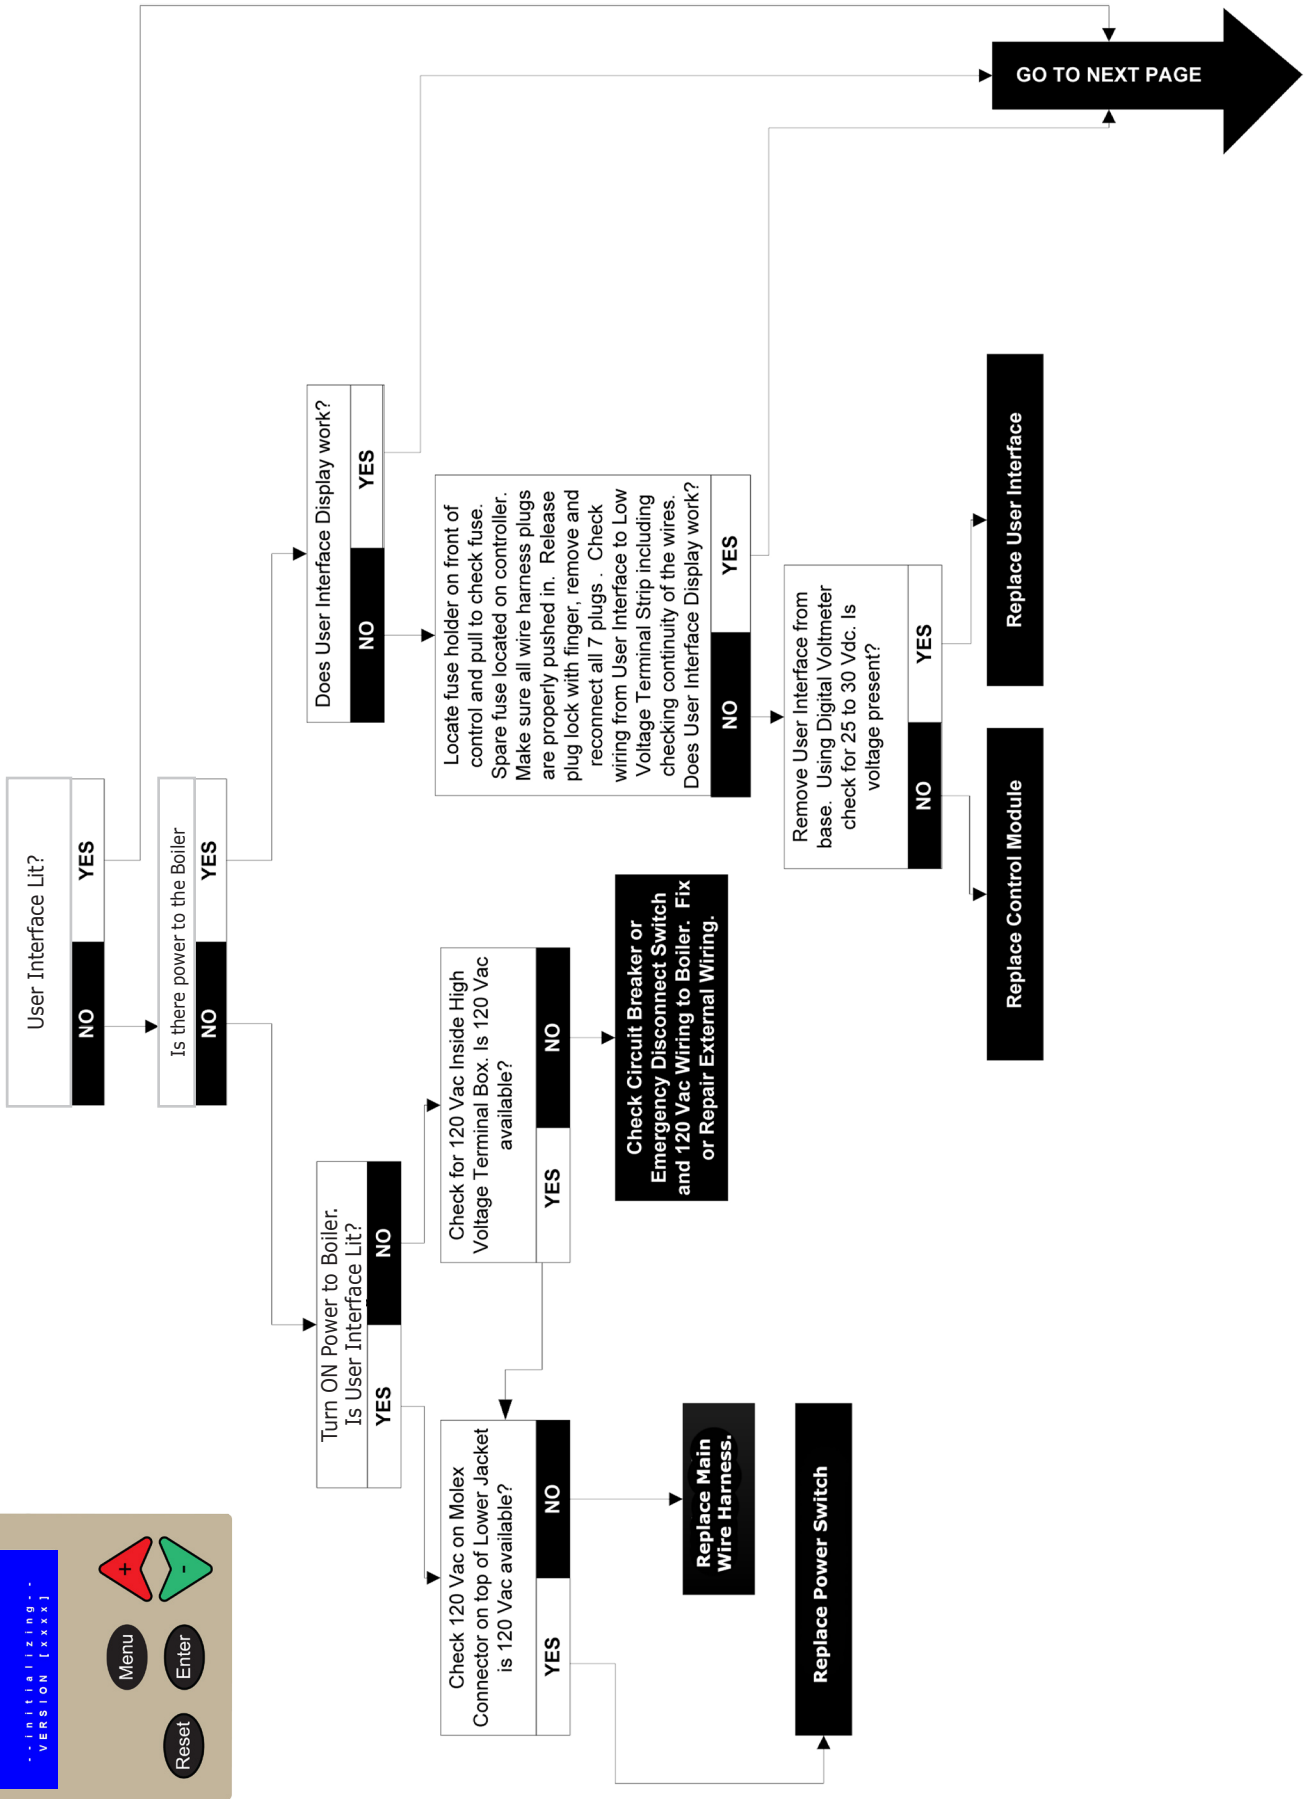 --initializing--
VERSION [xxxx]
Menu
+
-
Reset
Enter
User Interface Lit?
NO
YES
Is there power to the Boiler
NO
YES
Turn ON Power to Boiler.
Is User Interface Lit?
YES
NO
Does User Interface Display work?
NO
YES
Check 120 Vac on Molex
Connector on top of Lower Jacket
is 120 Vac available?
YES
NO
Check for 120 Vac Inside High
Voltage Terminal Box. Is 120 Vac
available?
YES
NO
Locate fuse holder on front of
control and pull to check fuse.
Spare fuse located on controller.
Make sure all wire harness plugs
are properly pushed in.  Release
plug lock with finger, remove and
reconnect all 7 plugs .  Check
wiring from User Interface to Low
Voltage Terminal Strip including
checking continuity of the wires.
Does User Interface Display work?
NO
YES
Check Circuit Breaker or
Emergency Disconnect Switch
and 120 Vac Wiring to Boiler.  Fix
or Repair External Wiring.
Replace Main
Wire Harness.
Replace Power Switch
Remove User Interface from
base.  Using Digital Voltmeter
check for 25 to 30 Vdc. Is
voltage present?
NO
YES
Replace Control Module
Replace User Interface
GO TO NEXT PAGE